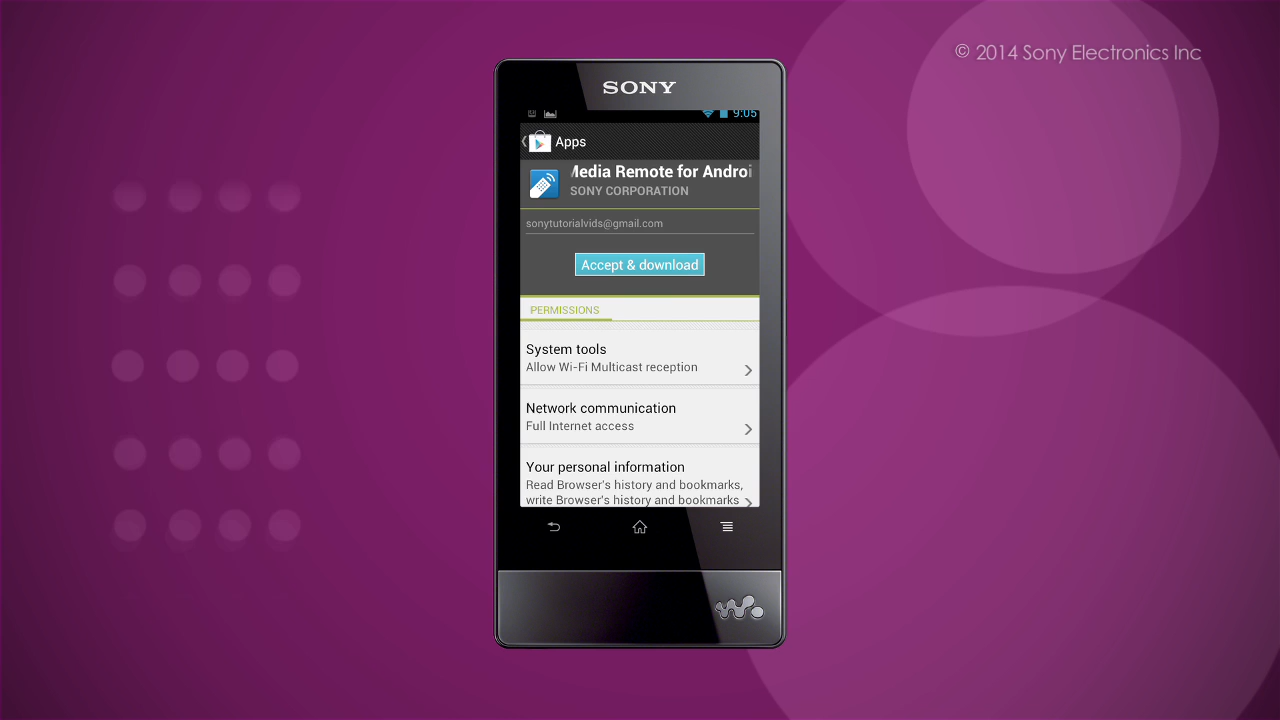 © 2014 Sony Electronics Inc
SONY
9:05
Apps
Media Remote for Androi
SONY CORPORATION
sonytutorialvids@gmail.com
Accept & download
PERMISSIONS
System tools
Allow Wi-Fi Multicast reception
Network communication
Full Internet access
Your personal information
Read Browser's history and bookmarks,
write Browser's history and bookmarks